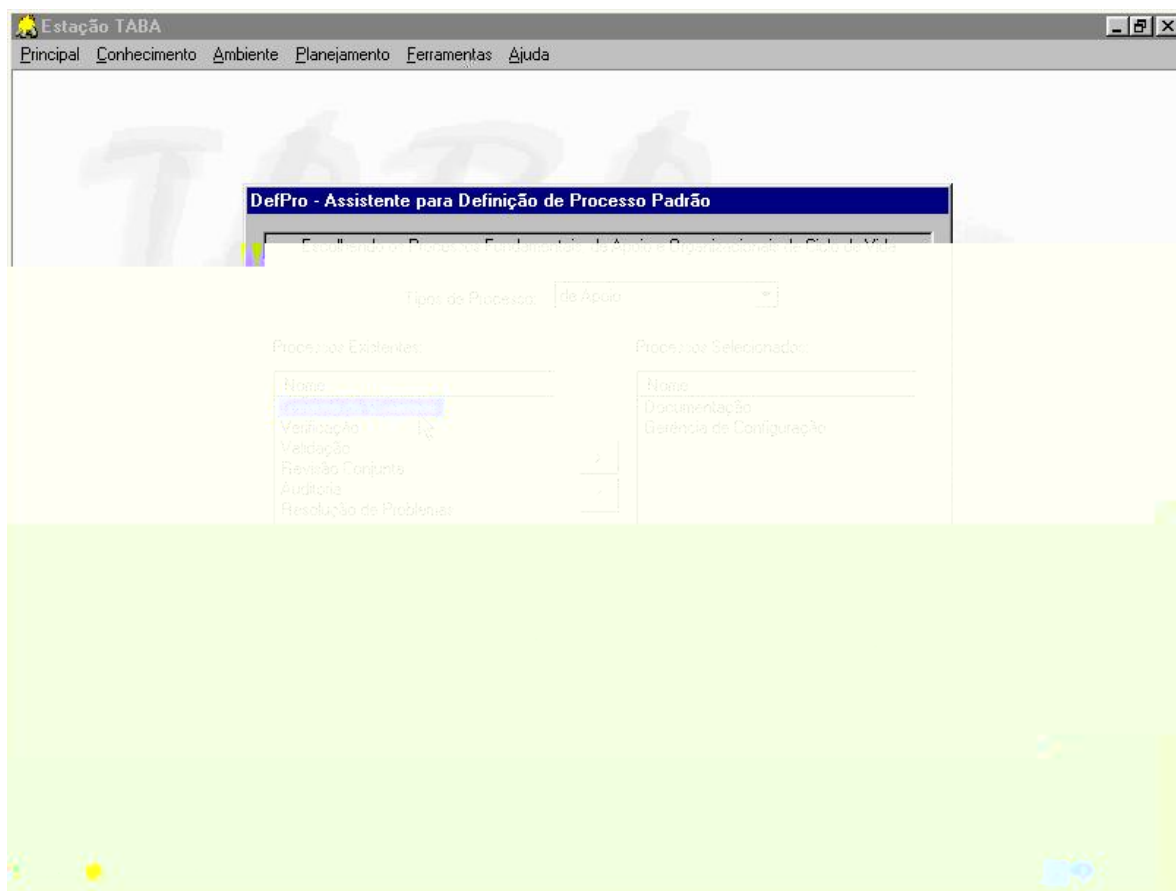 Estação TABA
Principal Conhecimento Ambiente Planejamento Ferramentas Ajuda
TABA
DefPro - Assistente para Definição de Processo Padrão
Escolhendo os Processos Fundamentais, de Apoio e Organizacionais de Ciclo de Vida
Tipos de Processo: de Apoio
Processos Existentes: Processos Selecionados:
Nome Nome
Documentação
Verificação Gerência de Configuração
Validação
Revisão Conjunta
Auditoria
Resolução de Problemas